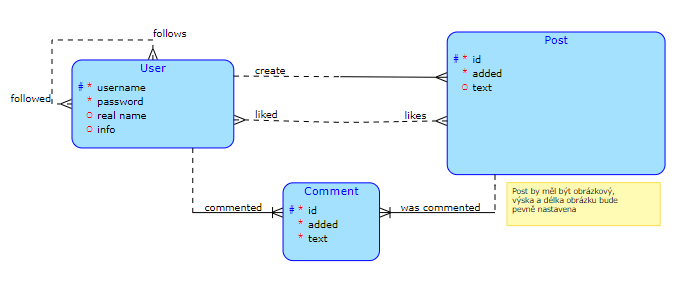 follows
followed
User
# * username
* password
o real name
o info
create
liked
likes
Post
# * id
* added
o text
commented
Comment
# * id
* added
* text
was commented
Post by měl být obrázkový,
výska a délka obrázku bude
pevně nastavena